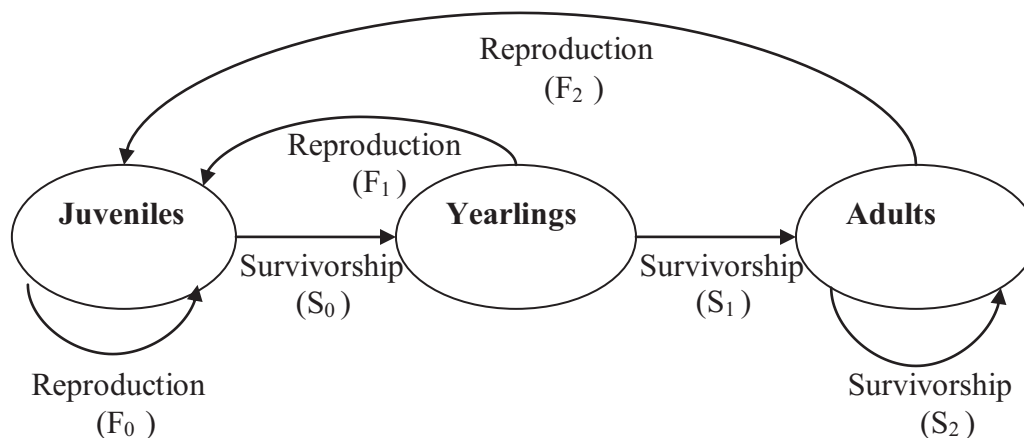 Reproduction
(F₂ )
Reproduction
(F₁ )
Juveniles
Yearlings
Adults
Survivorship
(S₀ )
Survivorship
(S₁ )
Reproduction
(F₀ )
Survivorship
(S₂ )